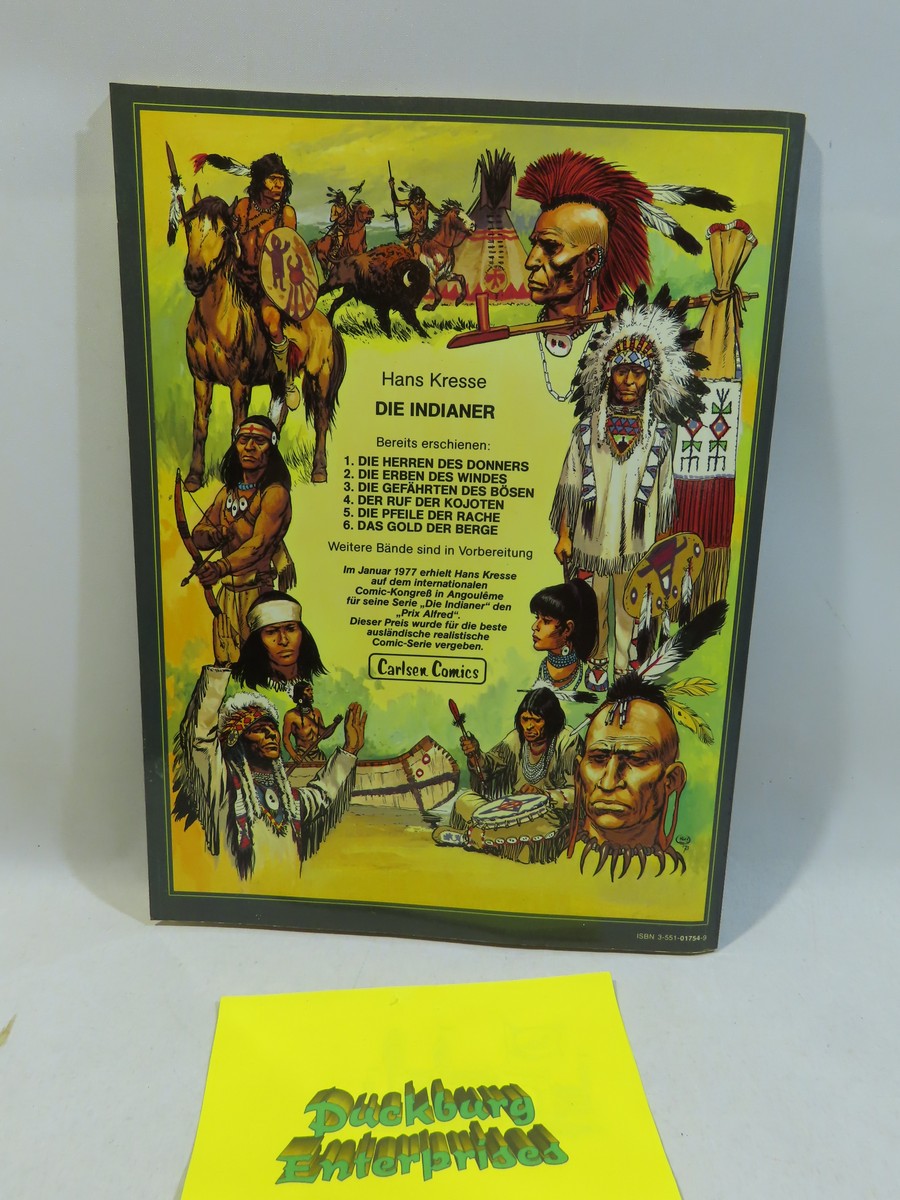 Hans Kresse
DIE INDIANER
Bereits erschienen:
1. DIE HERREN DES DONNERS
2. DIE ERBEN DES WINDES
3. DIE GEFÄHRTEN DES BÖSEN
4. DER RUF DER KOJOTEN
5. DIE PFEILE DER RACHE
6. DAS GOLD DER BERGE
Weitere Bände sind in Vorbereitung
Im Januar 1977 erhielt Hans Kresse
auf dem internationalen
Comic-Kongreß in Angoulême
für seine Serie „Die Indianer" den
„Prix Alfred".
Dieser Preis wurde für die beste
ausländische realistische
Comic-Serie vergeben.
Carlsen Comics
ISBN 3-551-01754-9
Duckburg
Enterprises